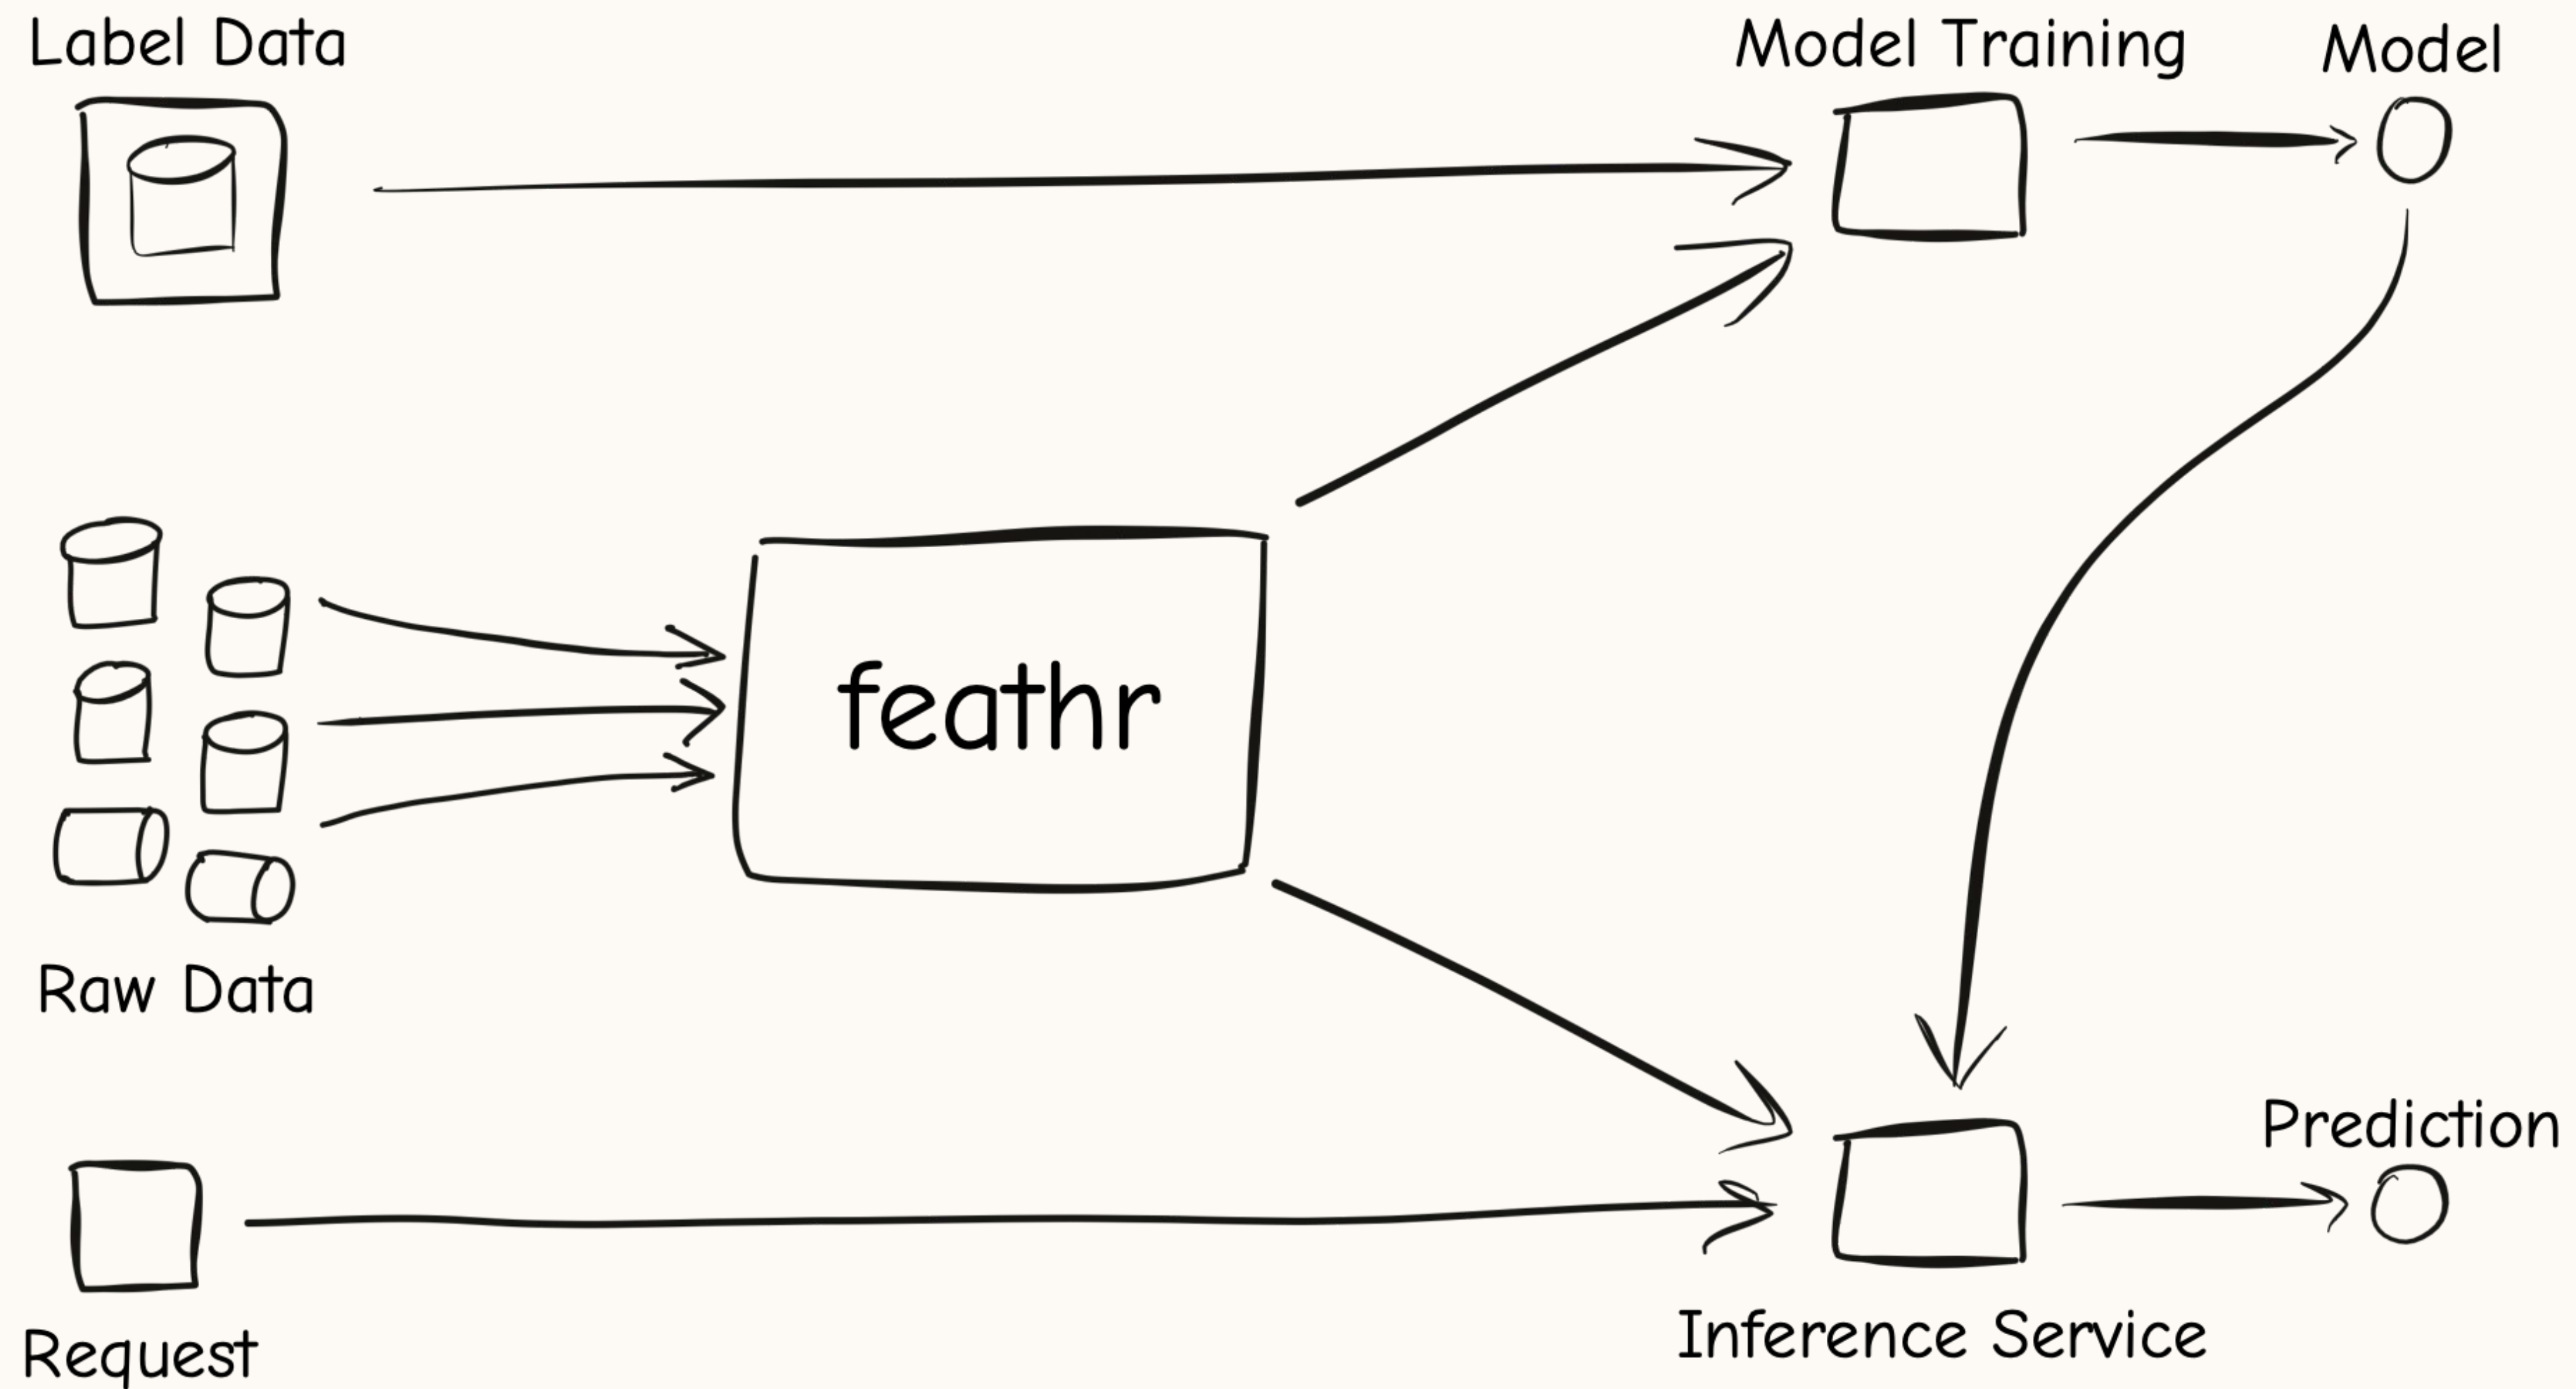 Label Data
Model Training
Model
feathr
Raw Data
Prediction
Inference Service
Request